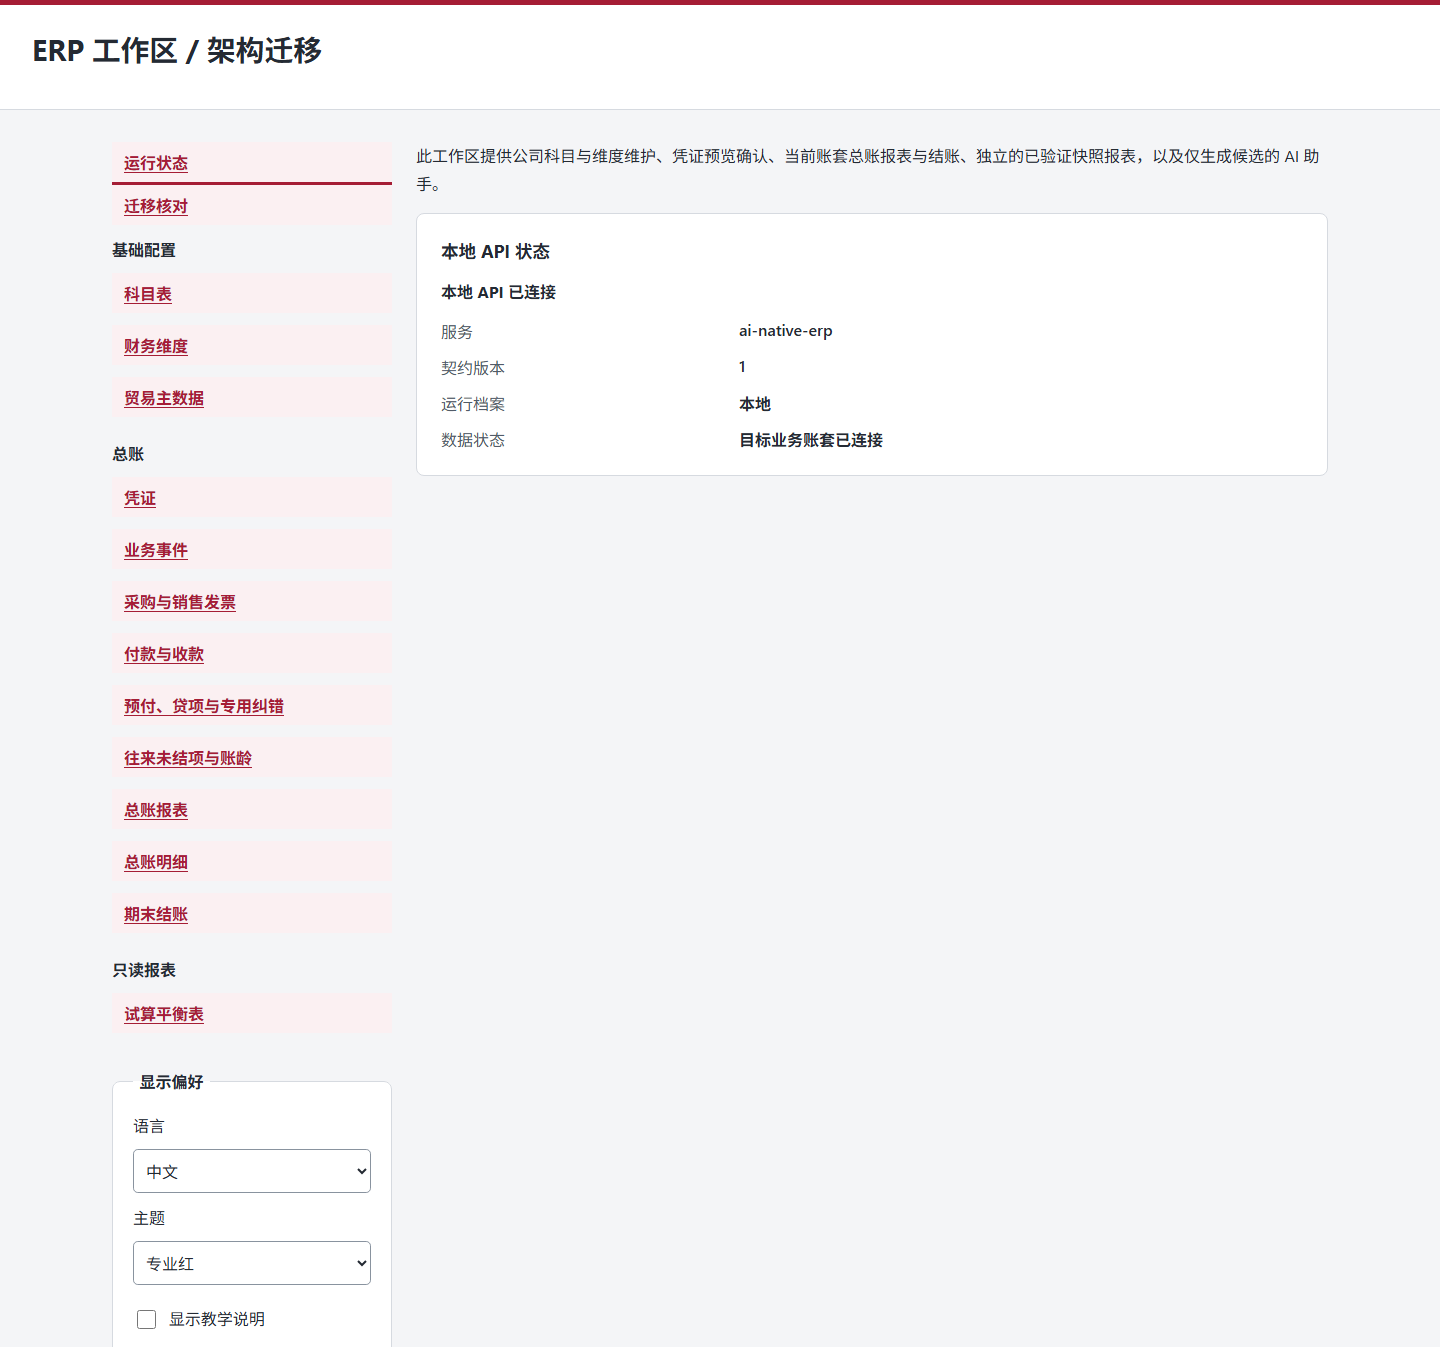 ERP 工作区 / 架构迁移
运行状态
迁移核对
基础配置
科目表
财务维度
贸易主数据
总账
凭证
业务事件
采购与销售发票
付款与收款
预付、贷项与专用纠错
往来未结项与账龄
总账报表
总账明细
期末结账
只读报表
试算平衡表
显示偏好
语言
中文
主题
专业红
显示教学说明
此工作区提供公司科目与维度维护、凭证预览确认、当前账套总账报表与结账、独立的已验证快照报表，以及仅生成候选的 AI 助
手。
本地 API 状态
本地 API 已连接
服务 ai-native-erp
契约版本 1
运行档案 本地
数据状态 目标业务账套已连接